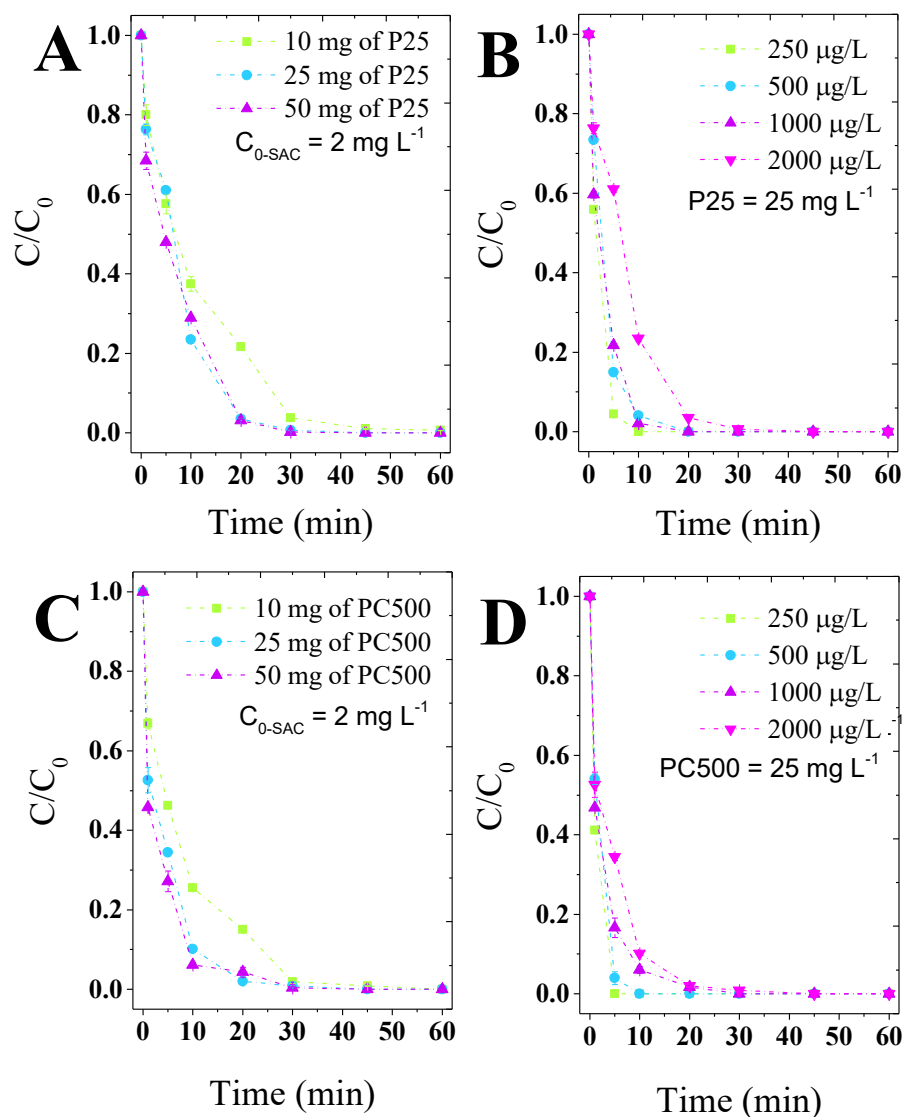 A
10 mg of P25
25 mg of P25
50 mg of P25
C0-SAC = 2 mg L-1
C/C0
1.0
0.8
0.6
0.4
0.2
0.0
0 10 20 30 40 50 60
Time (min)
B
250 µg/L
500 µg/L
1000 µg/L
2000 µg/L
P25 = 25 mg L-1
C/C0
1.0
0.8
0.6
0.4
0.2
0.0
0 10 20 30 40 50 60
Time (min)
C
10 mg of PC500
25 mg of PC500
50 mg of PC500
C0-SAC = 2 mg L-1
C/C0
1.0
0.8
0.6
0.4
0.2
0.0
0 10 20 30 40 50 60
Time (min)
D
250 µg/L
500 µg/L
1000 µg/L
2000 µg/L
-1
PC500 = 25 mg L-1
C/C0
1.0
0.8
0.6
0.4
0.2
0.0
0 10 20 30 40 50 60
Time (min)